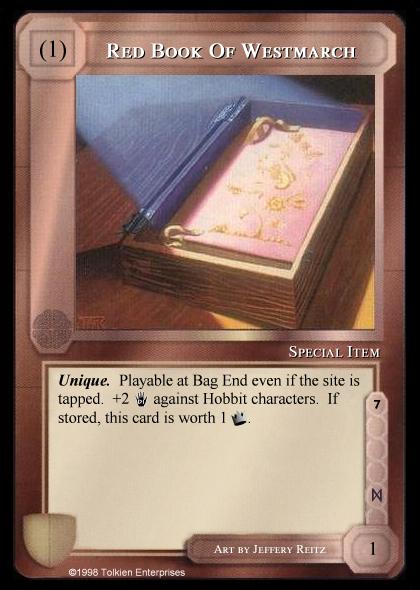 (1)
RED BOOK OF WESTMARCH
SPECIAL ITEM
Unique. Playable at Bag End even if the site is
tapped. +2 against Hobbit characters. If
stored, this card is worth 1 .
7
ᛞ
ART BY JEFFERY REITZ
1
©1998 Tolkien Enterprises